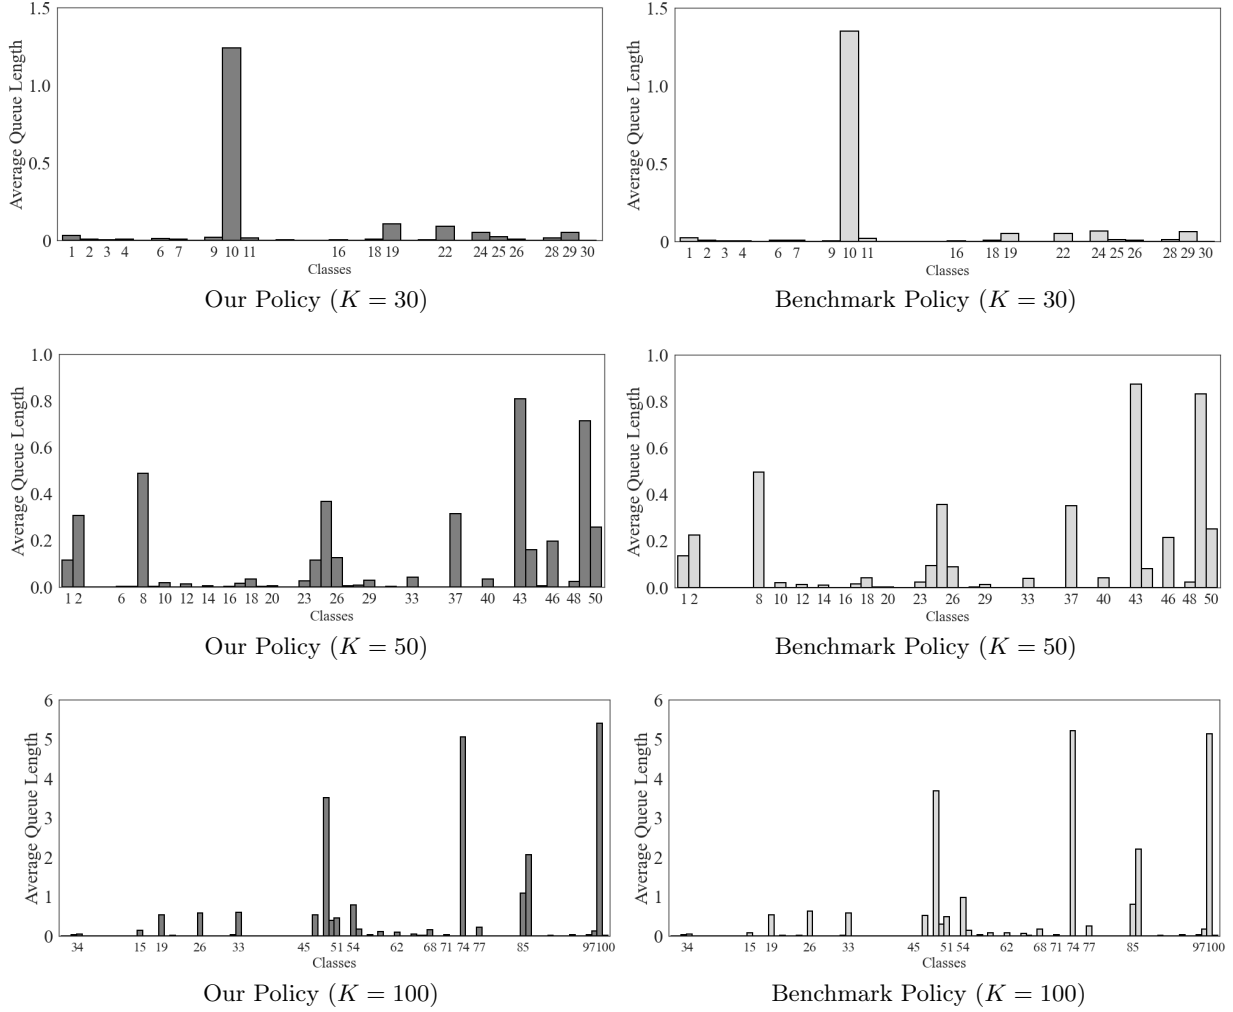 1.5
1.0
0.5
0
Average Queue Length
1 2 3 4 6 7 9 10 11 16 18 19 22 24 25 26 28 29 30
Classes
Our Policy (K = 30)
1.5
1.0
0.5
0
Average Queue Length
1 2 3 4 6 7 9 10 11 16 18 19 22 24 25 26 28 29 30
Classes
Benchmark Policy (K = 30)
1.0
0.8
0.6
0.4
0.2
0.0
Average Queue Length
1 2 6 8 10 12 14 16 18 20 23 26 29 33 37 40 43 46 48 50
Classes
Our Policy (K = 50)
1.0
0.8
0.6
0.4
0.2
0.0
Average Queue Length
1 2 8 10 12 14 16 18 20 23 26 29 33 37 40 43 46 48 50
Classes
Benchmark Policy (K = 50)
6
5
4
3
2
1
0
Average Queue Length
34 15 19 26 33 45 51 54 62 68 71 74 77 85 97100
Classes
Our Policy (K = 100)
6
5
4
3
2
1
0
Average Queue Length
34 15 19 26 33 45 51 54 62 68 71 74 77 85 97100
Classes
Benchmark Policy (K = 100)